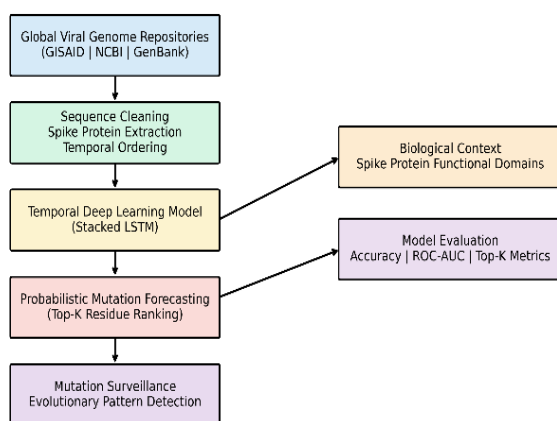 Global Viral Genome Repositories
(GISAID | NCBI | GenBank)
Sequence Cleaning
Spike Protein Extraction
Temporal Ordering
Biological Context
Spike Protein Functional Domains
Temporal Deep Learning Model
(Stacked LSTM)
Model Evaluation
Accuracy | ROC-AUC | Top-K Metrics
Probabilistic Mutation Forecasting
(Top-K Residue Ranking)
Mutation Surveillance
Evolutionary Pattern Detection